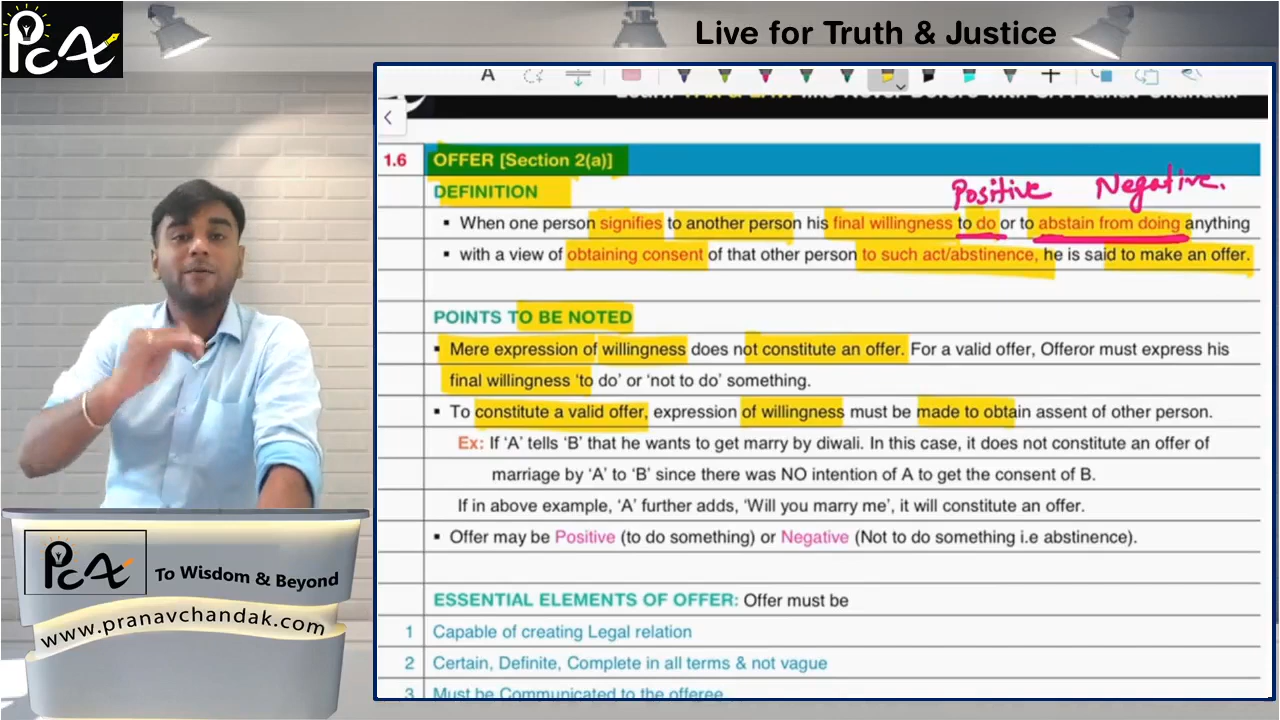 PCA
Live for Truth & Justice
A
1.6 OFFER [Section 2(a)]
DEFINITION
Positive Negative.
▪ When one person signifies to another person his final willingness to do or to abstain from doing anything
▪ with a view of obtaining consent of that other person to such act/abstinence, he is said to make an offer.
POINTS TO BE NOTED
▪ Mere expression of willingness does not constitute an offer. For a valid offer, Offeror must express his
final willingness ‘to do’ or ‘not to do’ something.
▪ To constitute a valid offer, expression of willingness must be made to obtain assent of other person.
Ex: If ‘A’ tells ‘B’ that he wants to get marry by diwali. In this case, it does not constitute an offer of
marriage by ‘A’ to ‘B’ since there was NO intention of A to get the consent of B.
If in above example, ‘A’ further adds, ‘Will you marry me’, it will constitute an offer.
▪ Offer may be Positive (to do something) or Negative (Not to do something i.e abstinence).
ESSENTIAL ELEMENTS OF OFFER: Offer must be
1 Capable of creating Legal relation
2 Certain, Definite, Complete in all terms & not vague
3 Must be Communicated to the offeree
PCA To Wisdom & Beyond
www.pranavchandak.com